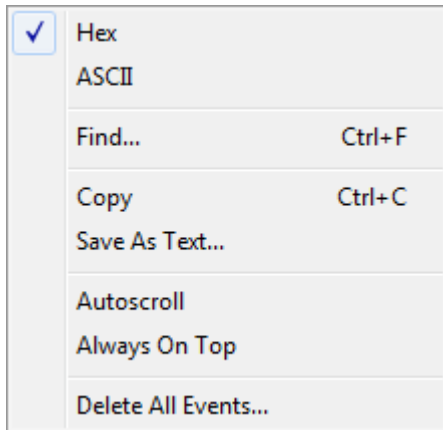 Hex
ASCII
Find... Ctrl+F
Copy Ctrl+C
Save As Text...
Autoscroll
Always On Top
Delete All Events...